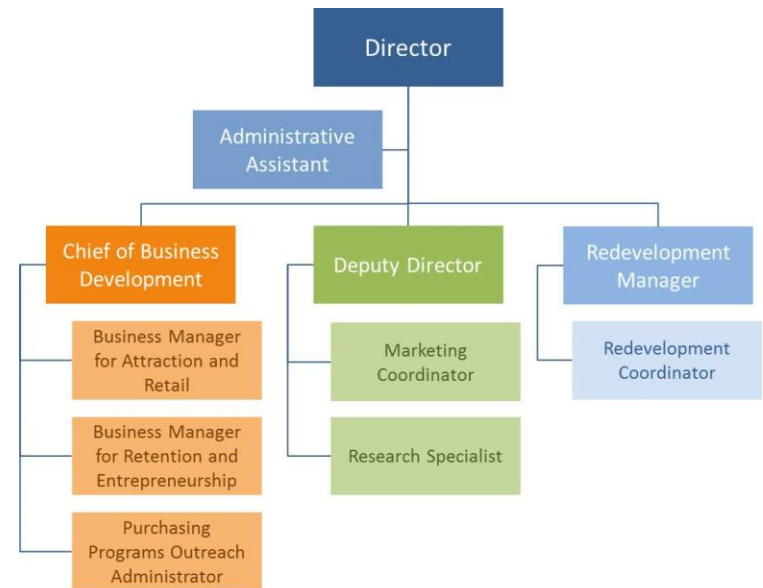 Director
Administrative
Assistant
Chief of Business
Development
Business Manager
for Attraction and
Retail
Business Manager
for Retention and
Entrepreneurship
Purchasing
Programs Outreach
Administrator
Deputy Director
Marketing
Coordinator
Research Specialist
Redevelopment
Manager
Redevelopment
Coordinator